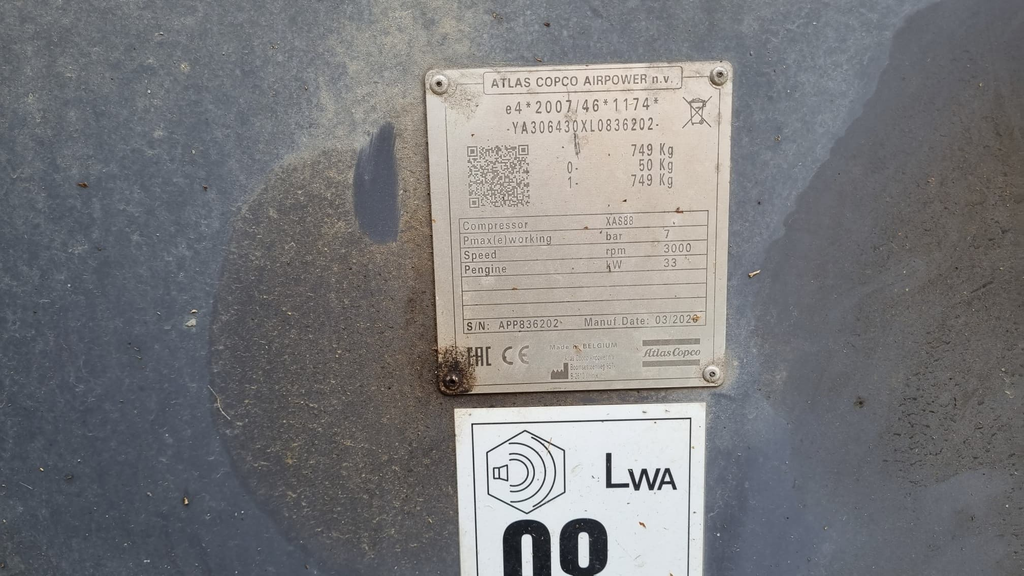 ATLAS COPCO AIRPOWER n.v.
e4*2007/46*1174*
-YA306430XL0836202-
749 Kg
0- 50 Kg
1- 749 Kg
Compressor XAS88
Pmax(e)working bar 7
Speed rpm 3000
Pengine kW 33
S/N: APP836202 Manuf. Date: 03/2020
EAC CE
Made in BELGIUM
Atlas Copco
LWA